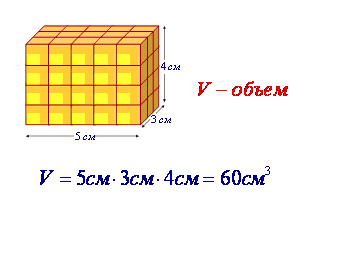 4 см
V – объем
3 см
5 см
V = 5см · 3см · 4см = 60см³